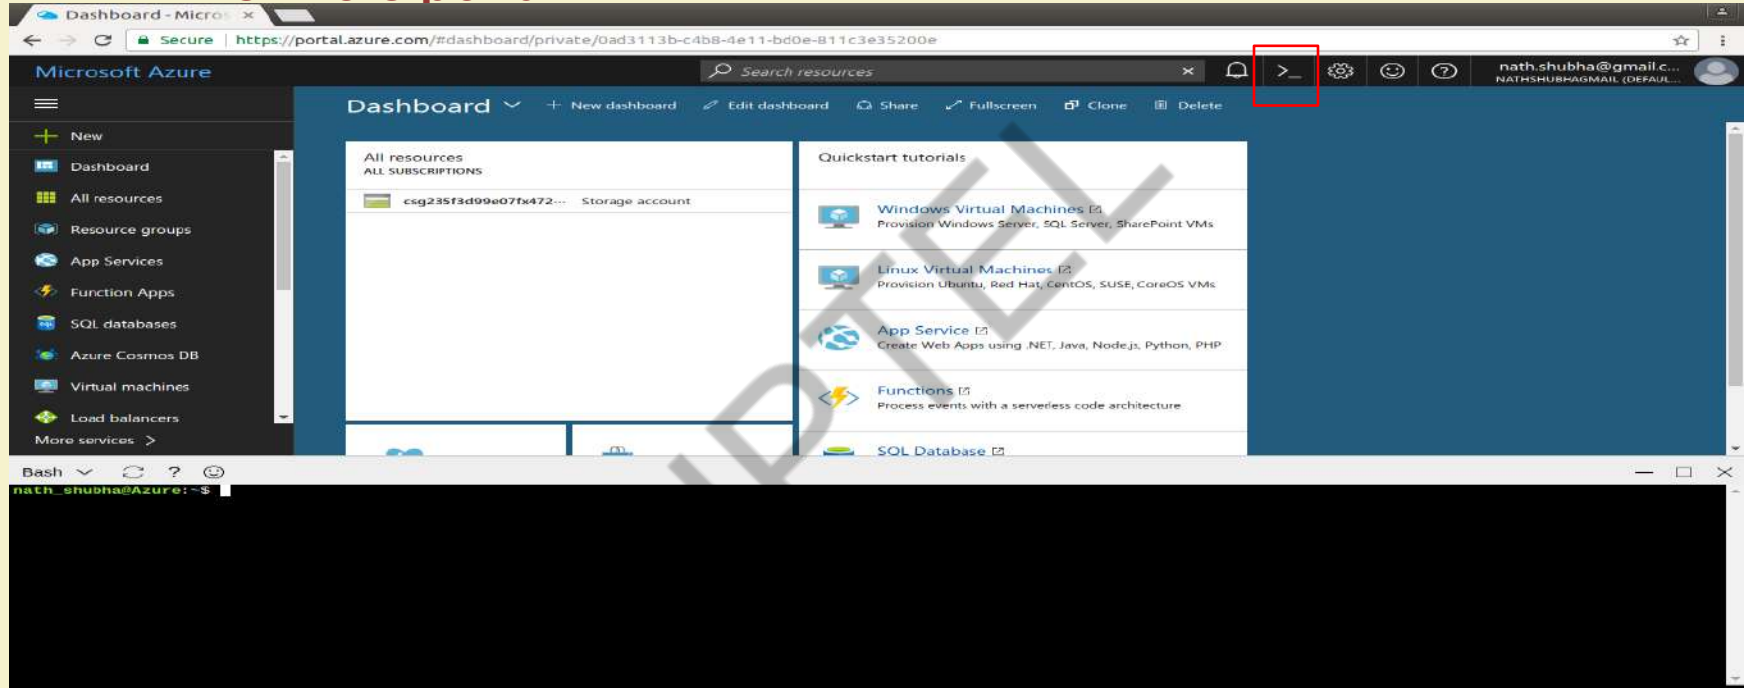 Dashboard - Micros
Secure https://portal.azure.com/#dashboard/private/0ad3113b-c4b8-4e11-bd0e-811c3e35200e
Microsoft Azure
Search resources
>_
nath.shubha@gmail.c...
NATHSHUBHAGMAIL (DEFAUL...
Dashboard
+ New dashboard
Edit dashboard
Share
Fullscreen
Clone
Delete
New
Dashboard
All resources
Resource groups
App Services
Function Apps
SQL databases
Azure Cosmos DB
Virtual machines
Load balancers
More services >
All resources
ALL SUBSCRIPTIONS
csg235f3d99e07fx472... Storage account
Quickstart tutorials
Windows Virtual Machines
Provision Windows Server, SQL Server, SharePoint VMs
Linux Virtual Machines
Provision Ubuntu, Red Hat, CentOS, SUSE, CoreOS VMs
App Service
Create Web Apps using .NET, Java, Node.js, Python, PHP
Functions
Process events with a serverless code architecture
SQL Database
Bash
nath_shubha@Azure:~$
NPTEL